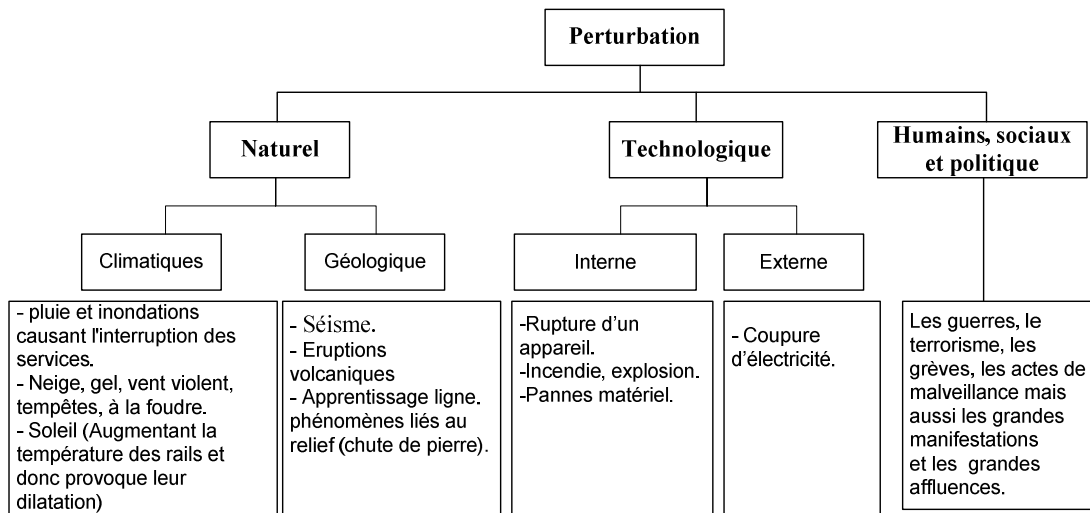 Perturbation
Naturel
Technologique
Humains, sociaux
et politique
Climatiques
Géologique
Interne
Externe
- pluie et inondations
causant l'interruption des
services.
- Neige, gel, vent violent,
tempêtes, à la foudre.
- Soleil (Augmentant la
température des rails et
donc provoque leur
dilatation)
- Séisme.
- Eruptions
volcaniques
- Apprentissage ligne.
phénomènes liés au
relief (chute de pierre).
-Rupture d'un
appareil.
-Incendie, explosion.
-Pannes matériel.
- Coupure
d'électricité.
Les guerres, le
terrorisme, les
grèves, les actes de
malveillance mais
aussi les grandes
manifestations
et les grandes
affluences.